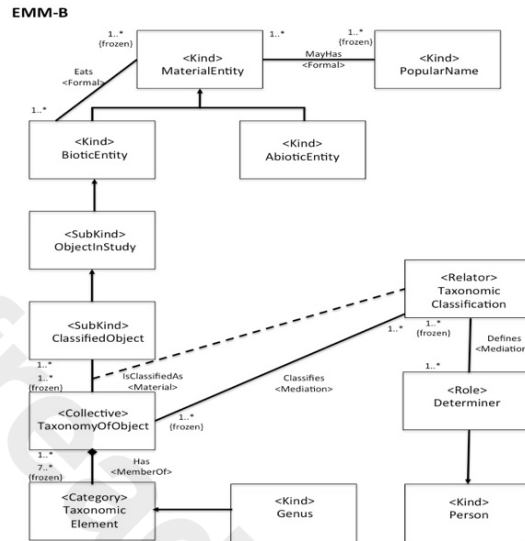 EMM-B
1..*
{frozen}
<Kind>
MaterialEntity
1..*
MayHas
<Formal>
1..*
{frozen}
<Kind>
PopularName
Eats
<Formal>
1..*
<Kind>
BioticEntity
<Kind>
AbioticEntity
<SubKind>
ObjectInStudy
<SubKind>
ClassifiedObject
<Relator>
Taxonomic
Classification
1..*
1..*
{frozen}
IsClassifiedAs
<Material>
Classifies
<Mediation>
1..*
1..*
{frozen}
Defines
<Mediation>
1..*
<Collective>
TaxonomyOfObject
1..*
{frozen}
<Role>
Determiner
1..*
7..*
{frozen}
Has
<MemberOf>
<Category>
Taxonomic
Element
<Kind>
Genus
<Kind>
Person